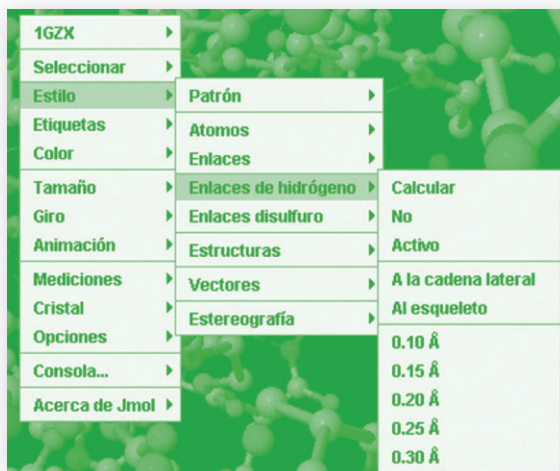 1GZX
Seleccionar
Estilo
Etiquetas
Color
Tamaño
Giro
Animación
Mediciones
Cristal
Opciones
Consola...
Acerca de Jmol
Patrón
Atomos
Enlaces
Enlaces de hidrógeno
Enlaces disulfuro
Estructuras
Vectores
Estereografía
Calcular
No
Activo
A la cadena lateral
Al esqueleto
0.10 Å
0.15 Å
0.20 Å
0.25 Å
0.30 Å